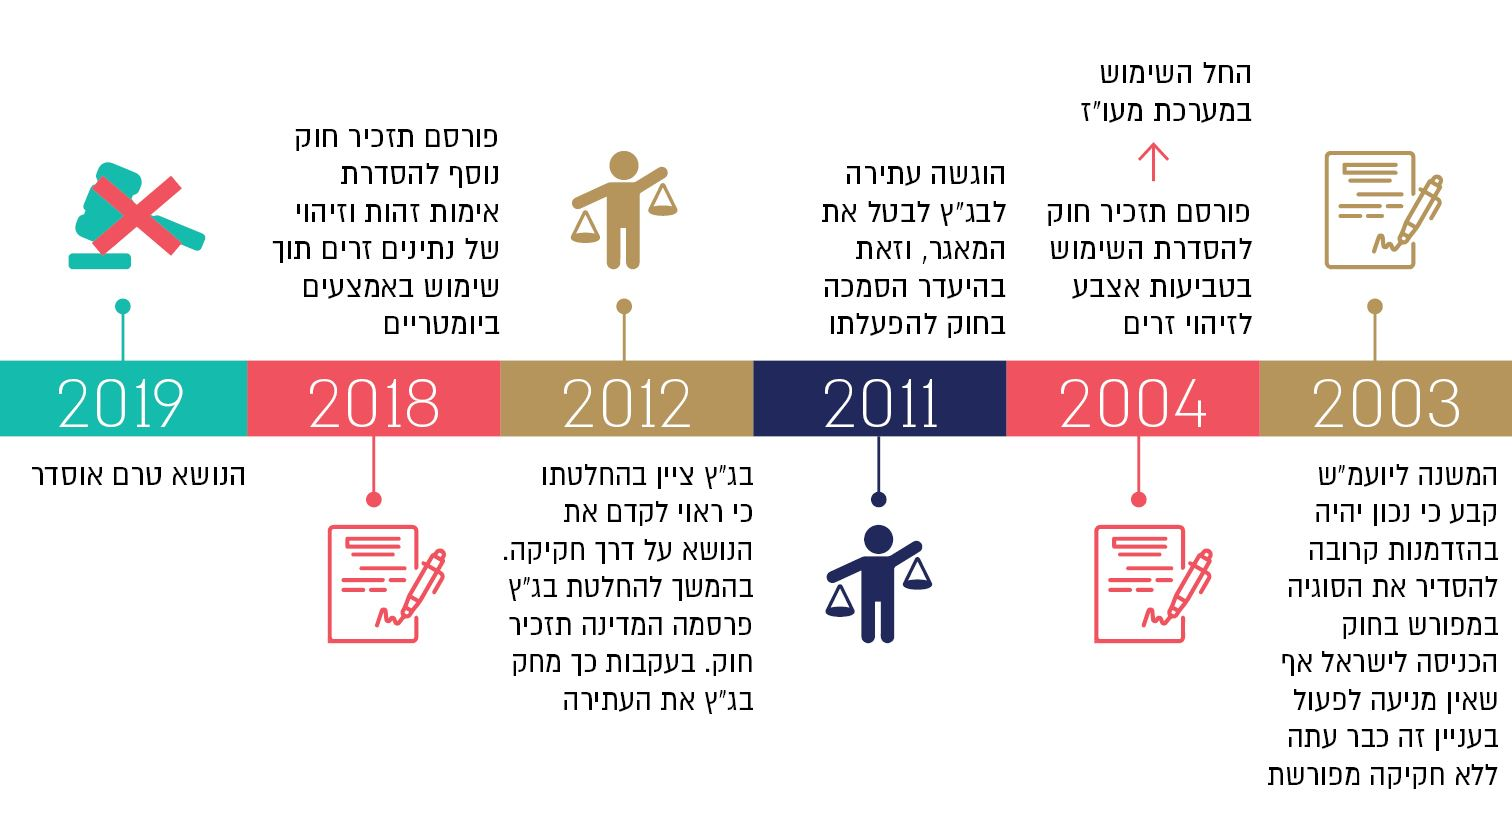 2003
המשנה ליועמ"ש
קבע כי נכון יהיה
בהזדמנות קרובה
להסדיר את הסוגיה
במפורש בחוק
הכניסה לישראל אף
שאין מניעה לפעול
בעניין זה כבר עתה
ללא חקיקה מפורשת
החל השימוש
במערכת מעו"ז
פורסם תזכיר חוק
להסדרת השימוש
בטביעות אצבע
לזיהוי זרים
2004
הוגשה עתירה
לבג"ץ לבטל את
המאגר, וזאת
בהיעדר הסמכה
בחוק להפעלתו
2011
2012
בג"ץ ציין בהחלטתו
כי ראוי לקדם את
הנושא על דרך חקיקה.
בהמשך להחלטת בג"ץ
פרסמה המדינה תזכיר
חוק. בעקבות כך מחק
בג"ץ את העתירה
פורסם תזכיר חוק
נוסף להסדרת
אימות זהות וזיהוי
של נתינים זרים תוך
שימוש באמצעים
ביומטריים
2018
2019
הנושא טרם אוסדר